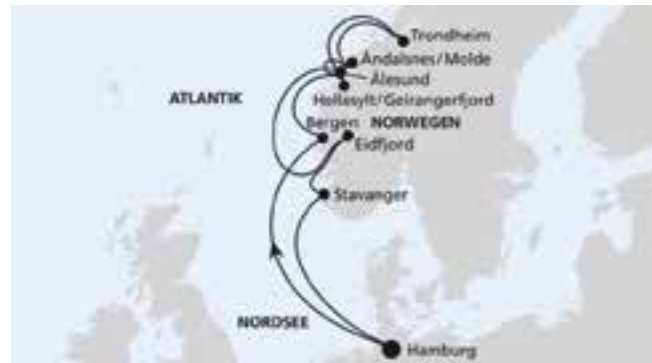 Trondheim
Åndalsnes/Molde
Ålesund
ATLANTIK
Hellesylt/Geirangerfjord
Bergen
NORWEGEN
Eidfjord
Stavanger
NORDSEE
Hamburg